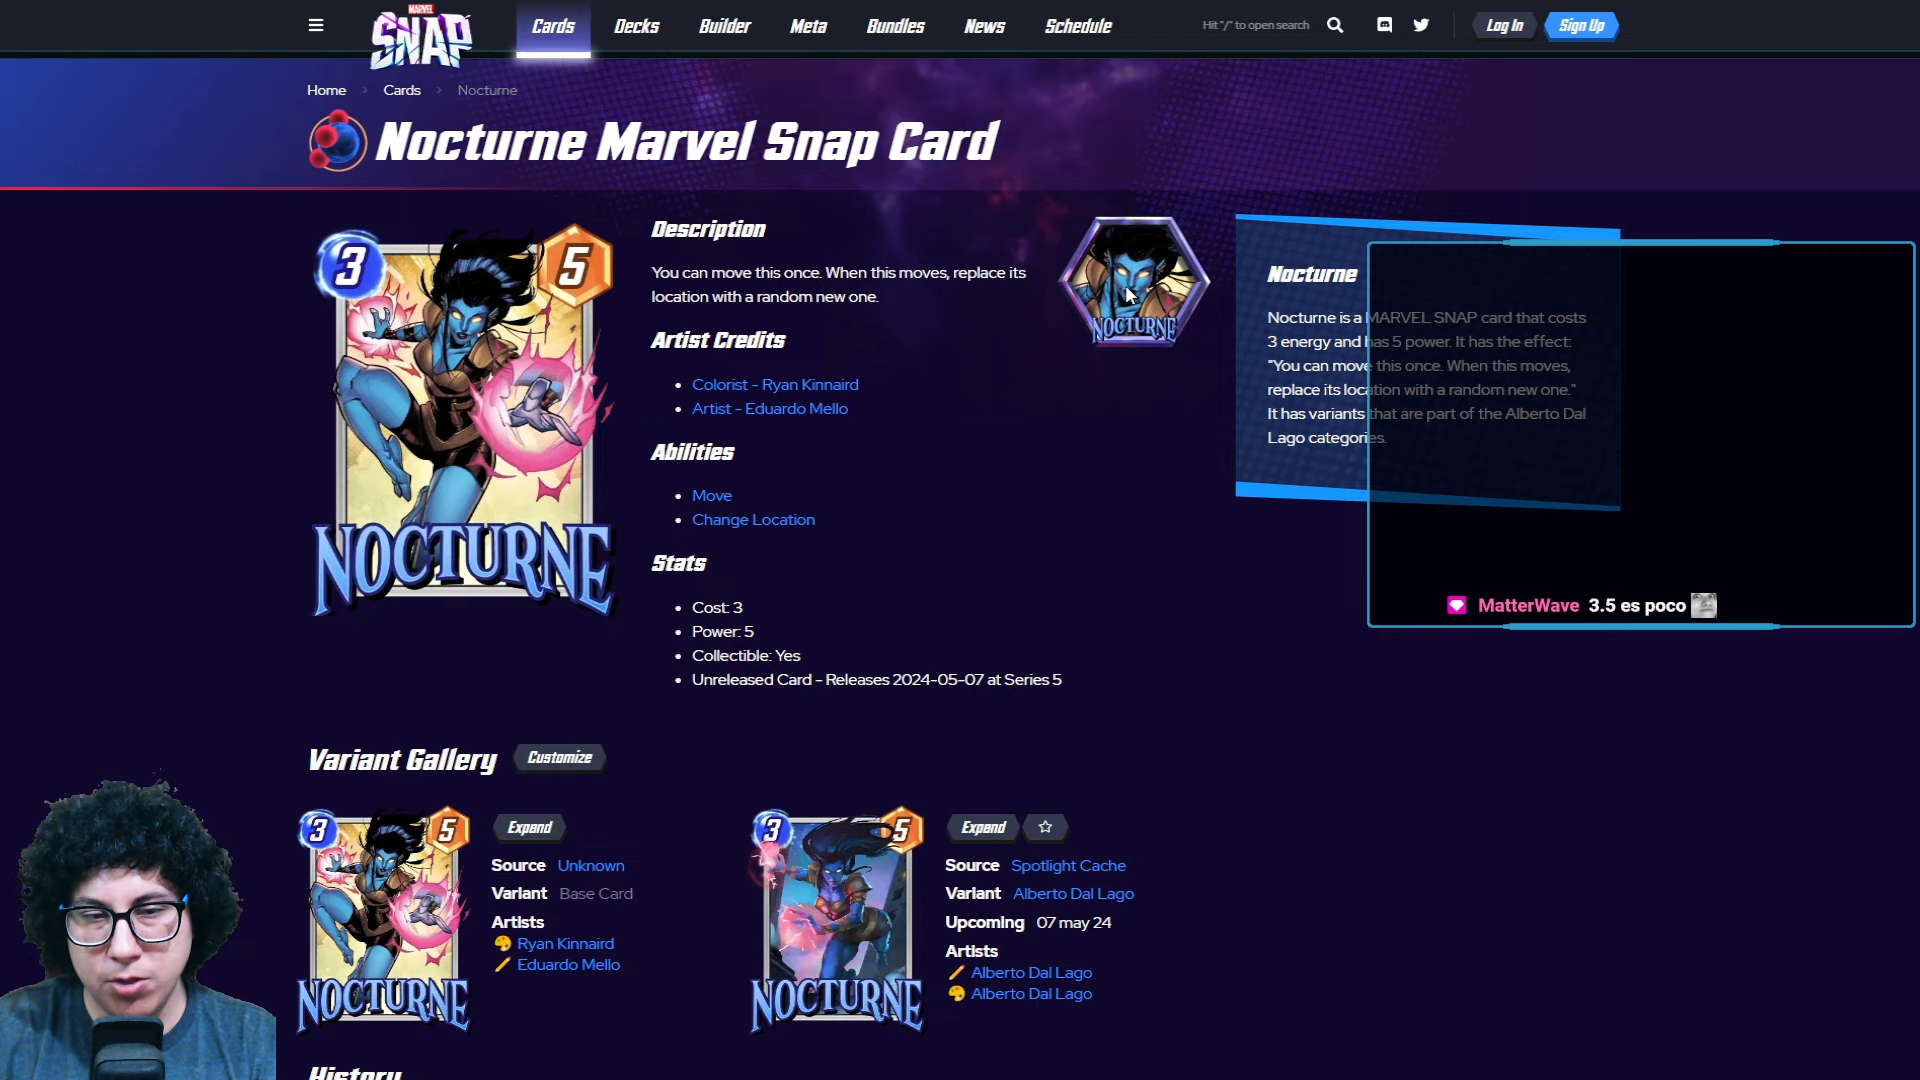 MARVEL
SNAP
Cards
Decks
Builder
Meta
Bundles
News
Schedule
Hit "/" to open search
Log In
Sign Up
Home
Cards
Nocturne
Nocturne Marvel Snap Card
3
5
NOCTURNE
Description
You can move this once. When this moves, replace its
location with a random new one.
Artist Credits
Colorist - Ryan Kinnaird
Artist - Eduardo Mello
Abilities
Move
Change Location
Stats
Cost: 3
Power: 5
Collectible: Yes
Unreleased Card - Releases 2024-05-07 at Series 5
NOCTURNE
Nocturne
Nocturne is a MARVEL SNAP card that costs
3 energy and has 5 power. It has the effect:
"You can move this once. When this moves,
replace its location with a random new one."
It has variants that are part of the Alberto Dal
Lago categories.
MatterWave 3.5 es poco
Variant Gallery
Customize
3
5
NOCTURNE
Expand
Source Unknown
Variant Base Card
Artists
Ryan Kinnaird
Eduardo Mello
3
5
NOCTURNE
Expand
Source Spotlight Cache
Variant Alberto Dal Lago
Upcoming 07 may 24
Artists
Alberto Dal Lago
Alberto Dal Lago
History